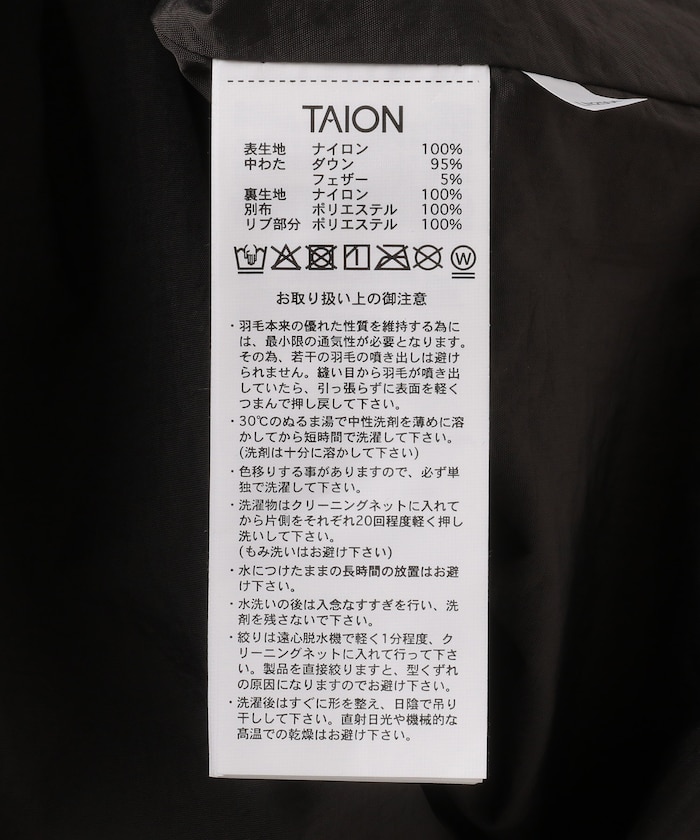 TAION
表生地 ナイロン 100%
中わた ダウン 95%
フェザー 5%
裏生地 ナイロン 100%
別布 ポリエステル 100%
リブ部分 ポリエステル 100%
W
お取り扱い上の御注意
・羽毛本来の優れた性質を維持する為に
は、最小限の通気性が必要となります。
その為、若干の羽毛の噴き出しは避け
られません。縫い目から羽毛が噴き出
していたら、引っ張らずに表面を軽く
つまんで押し戻して下さい。
・30℃のぬるま湯で中性洗剤を薄めに溶
かしてから短時間で洗濯して下さい。
(洗剤は十分に溶かして下さい)
・色移りする事がありますので、必ず単
独で洗濯して下さい。
・洗濯物はクリーニングネットに入れて
から片側をそれぞれ20回程度軽く押し
洗いして下さい。
(もみ洗いはお避け下さい)
・水につけたままの長時間の放置はお避
け下さい。
・水洗いの後は入念なすすぎを行い、洗
剤を残さないで下さい。
・絞りは遠心脱水機で軽く1分程度、ク
リーニングネットに入れて行って下さ
い。製品を直接絞りますと、型くずれ
の原因になりますのでお避け下さい。
・洗濯後はすぐに形を整え、日陰で吊り
干しして下さい。直射日光や機械的な
高温での乾燥はお避け下さい。